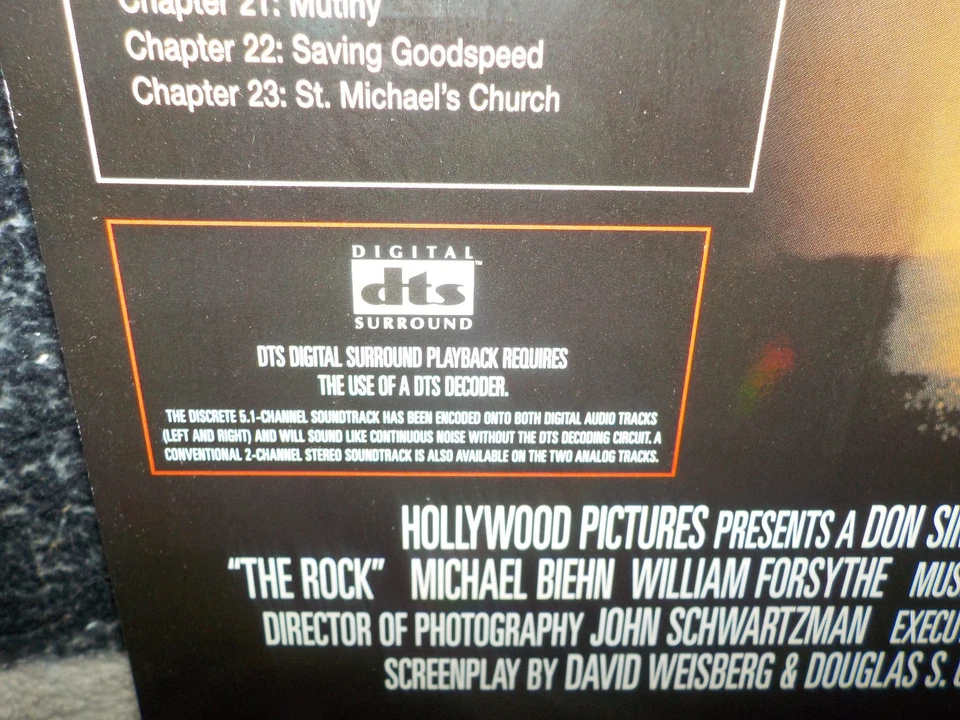 Chapter 21: Mutiny
Chapter 22: Saving Goodspeed
Chapter 23: St. Michael's Church
DIGITAL
dts™
SURROUND
DTS DIGITAL SURROUND PLAYBACK REQUIRES
THE USE OF A DTS DECODER.
THE DISCRETE 5.1-CHANNEL SOUNDTRACK HAS BEEN ENCODED ONTO BOTH DIGITAL AUDIO TRACKS
(LEFT AND RIGHT) AND WILL SOUND LIKE CONTINUOUS NOISE WITHOUT THE DTS DECODING CIRCUIT. A
CONVENTIONAL 2-CHANNEL STEREO SOUNDTRACK IS ALSO AVAILABLE ON THE TWO ANALOG TRACKS.
HOLLYWOOD PICTURES PRESENTS A DON
"THE ROCK" MICHAEL BIEHN WILLIAM FORSYTHE
DIRECTOR OF PHOTOGRAPHY JOHN SCHWARTZMAN
SCREENPLAY BY DAVID WEISBERG & DOUGLAS S.